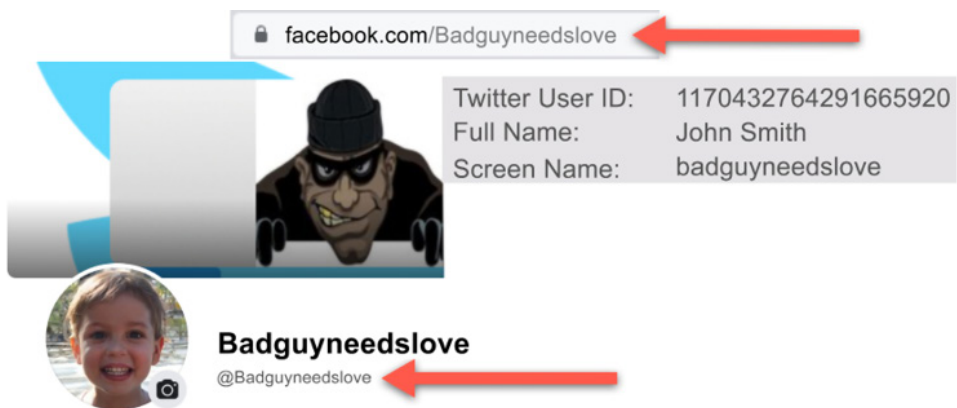 facebook.com/Badguyneedslove
Twitter User ID: 1170432764291665920
Full Name: John Smith
Screen Name: badguyneedslove
Badguyneedslove
@Badguyneedslove